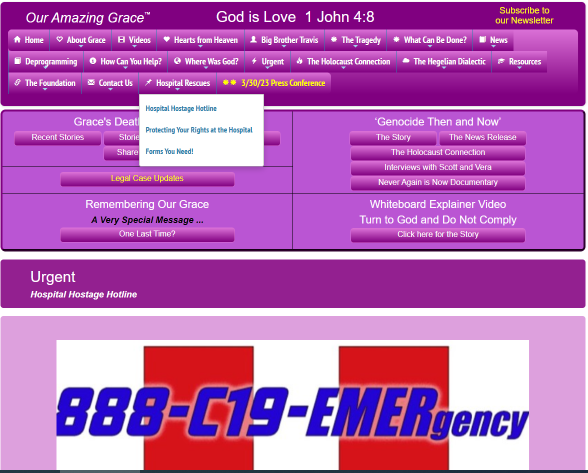 Our Amazing Grace™
God is Love 1 John 4:8
Subscribe to
our Newsletter
Home
About Grace
Videos
Hearts from Heaven
Big Brother Travis
The Tragedy
What Can Be Done?
News
Deprogramming
How Can You Help?
Where Was God?
Urgent
The Holocaust Connection
The Hegelian Dialectic
Resources
The Foundation
Contact Us
Hospital Rescues
3/30/23 Press Conference
Hospital Hostage Hotline
Protecting Your Rights at the Hospital
Forms You Need!
Grace's Deat
Recent Stories
Storie
Share
Legal Case Updates
Remembering Our Grace
A Very Special Message ...
One Last Time?
‘Genocide Then and Now’
The Story
The News Release
The Holocaust Connection
Interviews with Scott and Vera
Never Again is Now Documentary
Whiteboard Explainer Video
Turn to God and Do Not Comply
Click here for the Story
Urgent
Hospital Hostage Hotline
888-C19-EMERgency